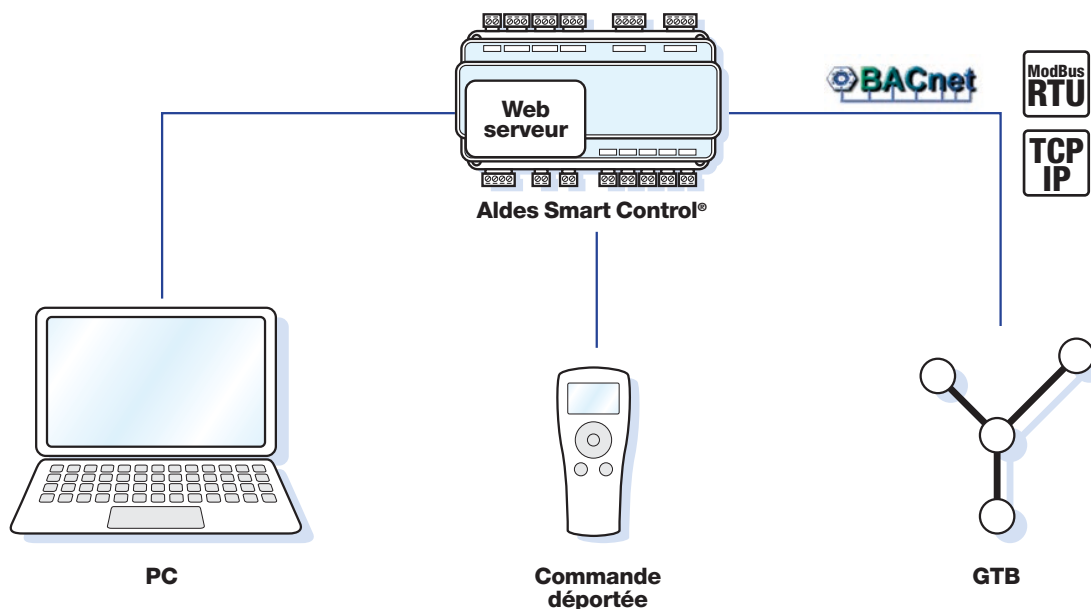 Web
serveur
BACnet
ModBus
RTU
TCP
IP
Aldes Smart Control®
PC
Commande
déportée
GTB